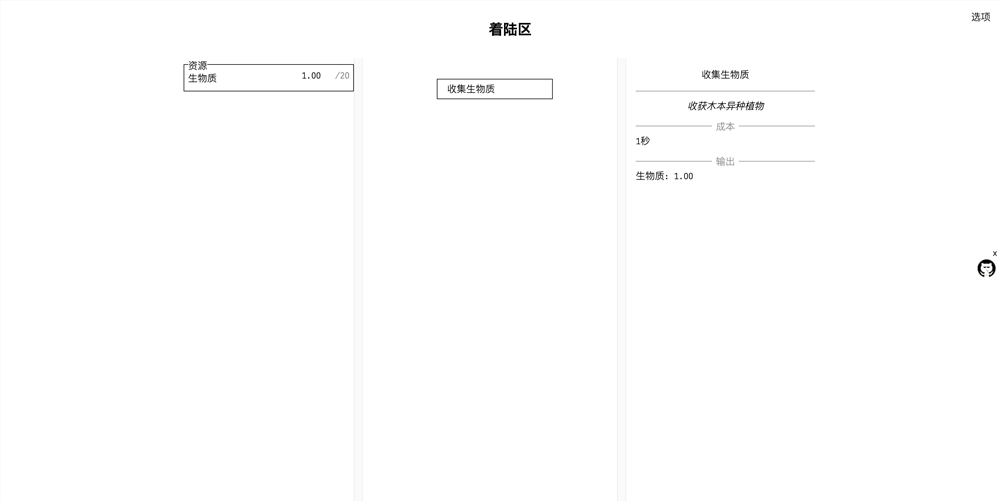 选项
着陆区
资源
生物质 1.00 /20
收集生物质
收集生物质
收获木本异种植物
成本
1秒
输出
生物质: 1.00
x